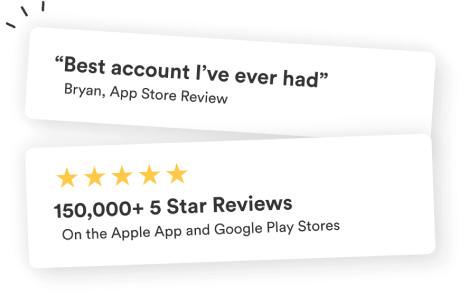 “Best account I’ve ever had”
Bryan, App Store Review
150,000+ 5 Star Reviews
On the Apple App and Google Play Stores